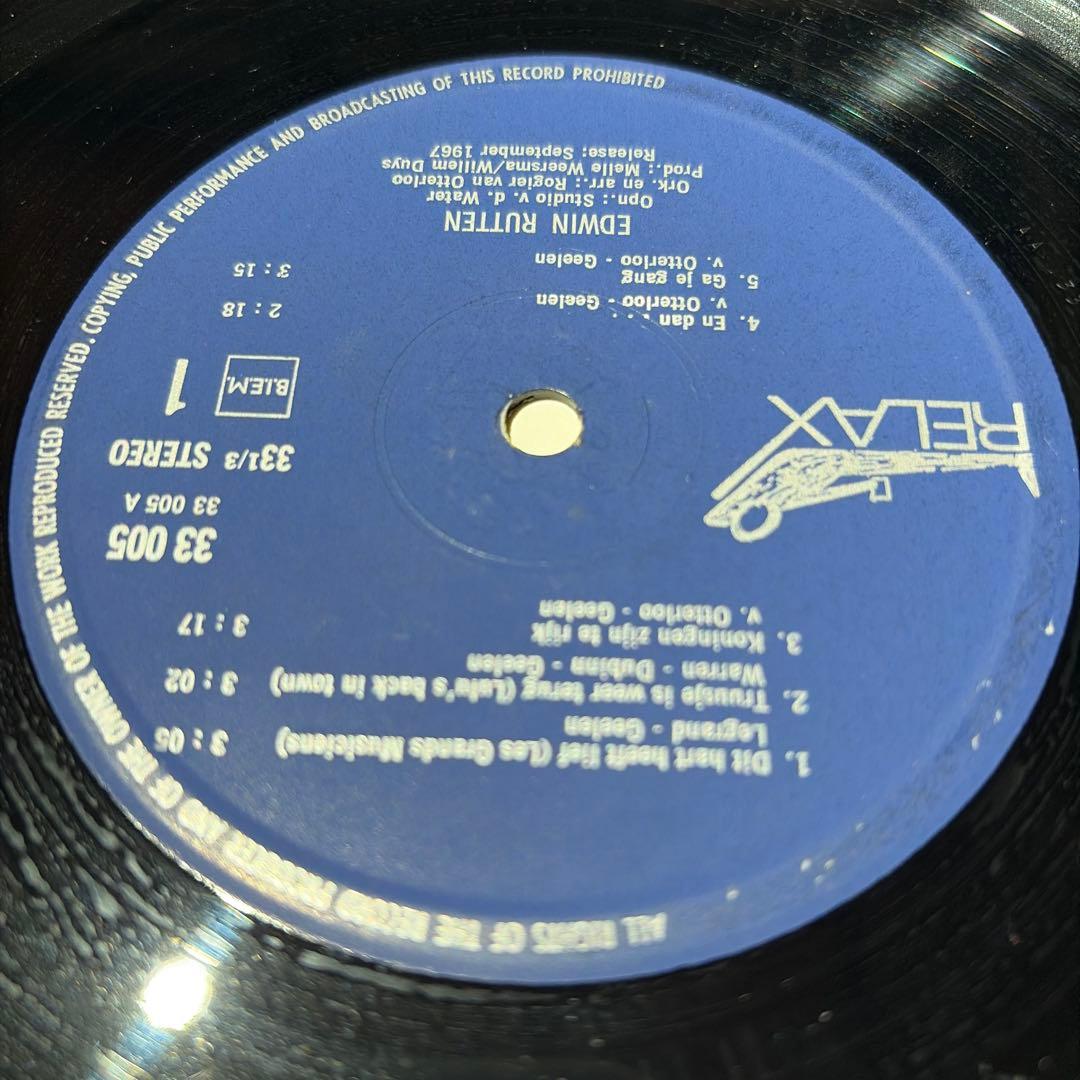 RELAX
1. Dit hart heeft lief (Les Grands Musiciens) 3:05
Legrand - Geelen
2. Truusje is weer terug (Lulu's back in town) 3:02
Warren - Dubinn - Geelen
3. Koningen zijn te rijk 3:17
v. Otterloo - Geelen
33 005
33 005 A
33 1/3 STEREO
B.I.E.M. 1
4. En dan . . . 2:18
v. Otterloo - Geelen
5. Ga je gang 3:15
v. Otterloo - Geelen
EDWIN RUTTEN
Opn.: Studio v. d. Water
Ork. en arr.: Rogier van Otterloo
Prod.: Melle Weersma/Willem Duys
Release: September 1967
ALL RIGHTS OF THE RECORD PRODUCER AND OF THE OWNER OF THE WORK REPRODUCED RESERVED. COPYING, PUBLIC PERFORMANCE AND BROADCASTING OF THIS RECORD PROHIBITED